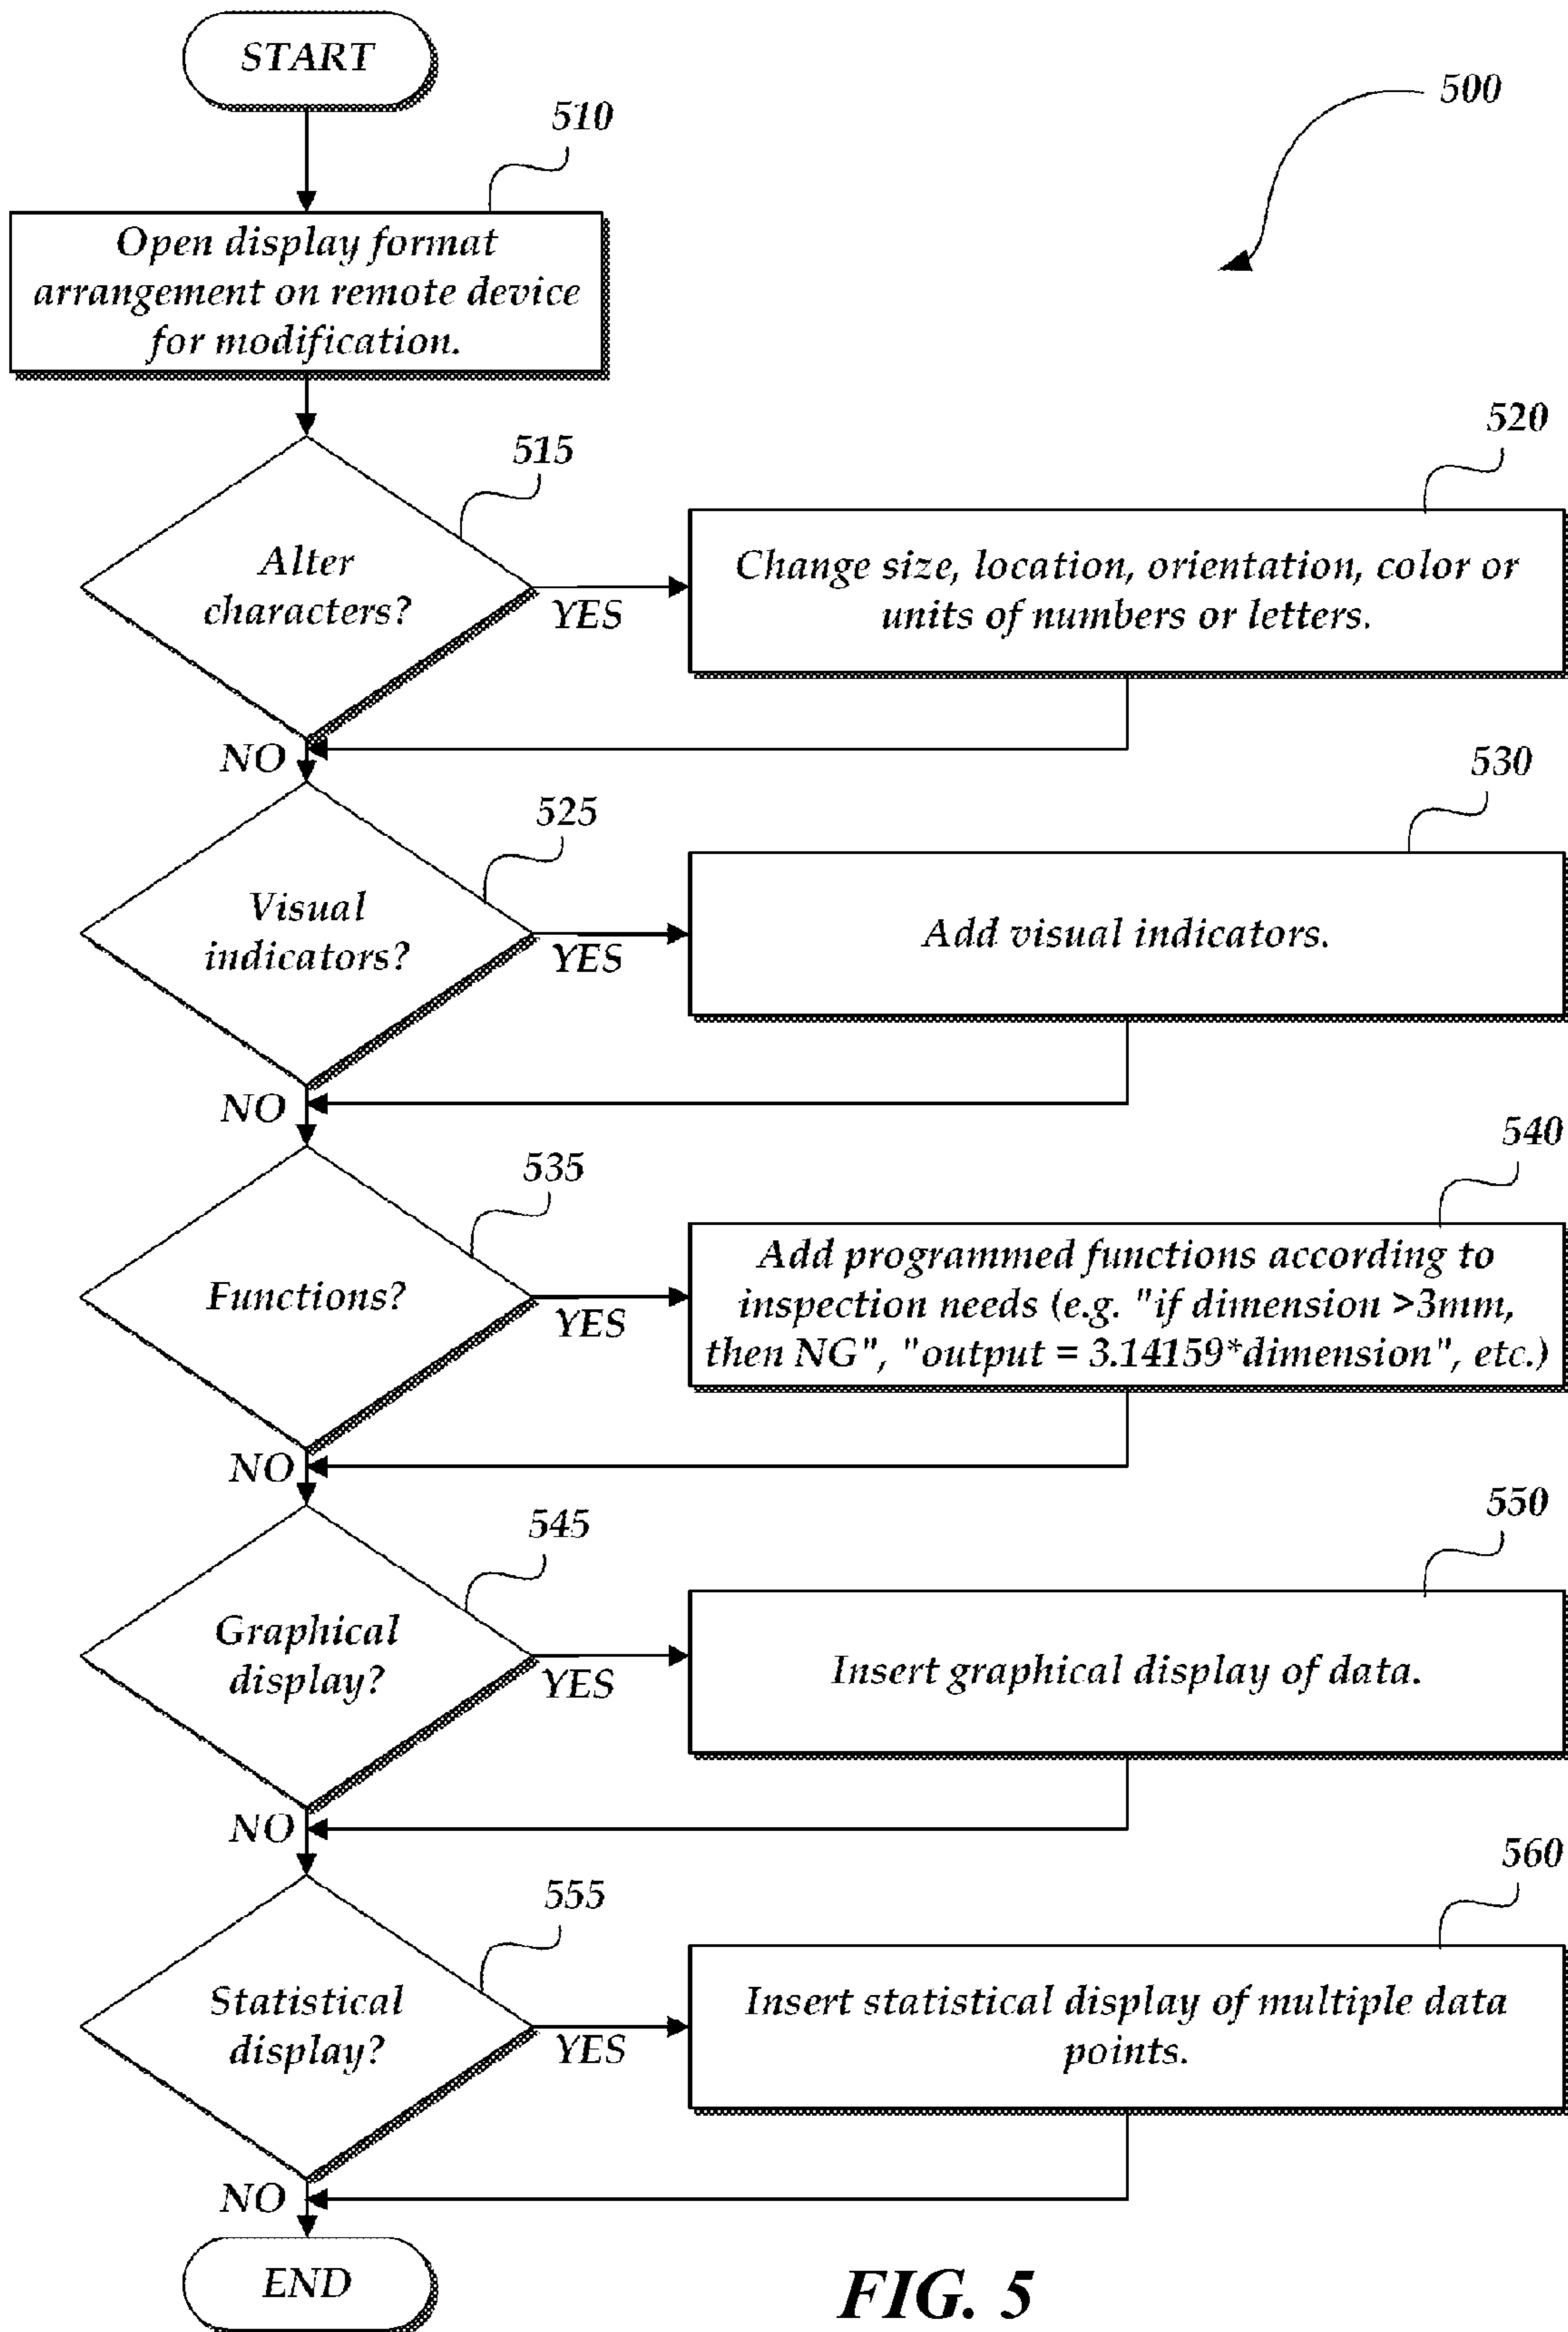 START
500
510
Open display format
arrangement on remote device
for modification.
515
Alter
characters?
YES
NO
520
Change size, location, orientation, color or
units of numbers or letters.
525
Visual
indicators?
YES
NO
530
Add visual indicators.
535
Functions?
YES
NO
540
Add programmed functions according to
inspection needs (e.g. "if dimension >3mm,
then NG", "output = 3.14159*dimension", etc.)
545
Graphical
display?
YES
NO
550
Insert graphical display of data.
555
Statistical
display?
YES
NO
560
Insert statistical display of multiple data
points.
END
FIG. 5